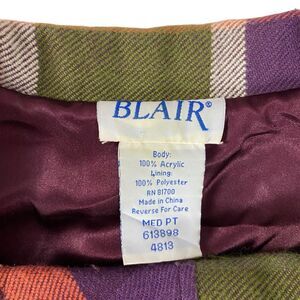 BLAIR®
Body:
100% Acrylic
Lining:
100% Polyester
RN 81700
Made in China
Reverse For Care
MED PT
613898
4813